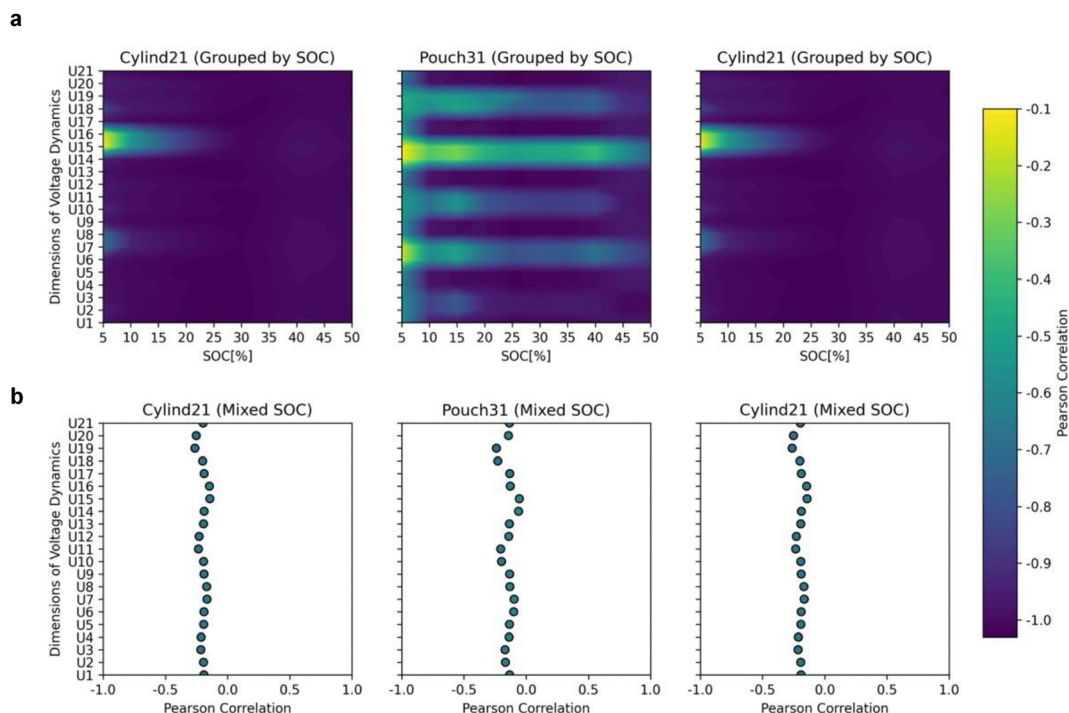 a
Cylind21 (Grouped by SOC)
Pouch31 (Grouped by SOC)
Cylind21 (Grouped by SOC)
Dimensions of Voltage Dynamics
U21
U20
U19
U18
U17
U16
U15
U14
U13
U12
U11
U10
U9
U8
U7
U6
U5
U4
U3
U2
U1
5 10 15 20 25 30 35 40 45 50
SOC[%]
5 10 15 20 25 30 35 40 45 50
SOC[%]
5 10 15 20 25 30 35 40 45 50
SOC[%]
b
Cylind21 (Mixed SOC)
Pouch31 (Mixed SOC)
Cylind21 (Mixed SOC)
Dimensions of Voltage Dynamics
U21
U20
U19
U18
U17
U16
U15
U14
U13
U12
U11
U10
U9
U8
U7
U6
U5
U4
U3
U2
U1
-1.0 -0.5 0.0 0.5 1.0
Pearson Correlation
-1.0 -0.5 0.0 0.5 1.0
Pearson Correlation
-1.0 -0.5 0.0 0.5 1.0
Pearson Correlation
-0.1
-0.2
-0.3
-0.4
-0.5
-0.6
-0.7
-0.8
-0.9
-1.0
Pearson Correlation